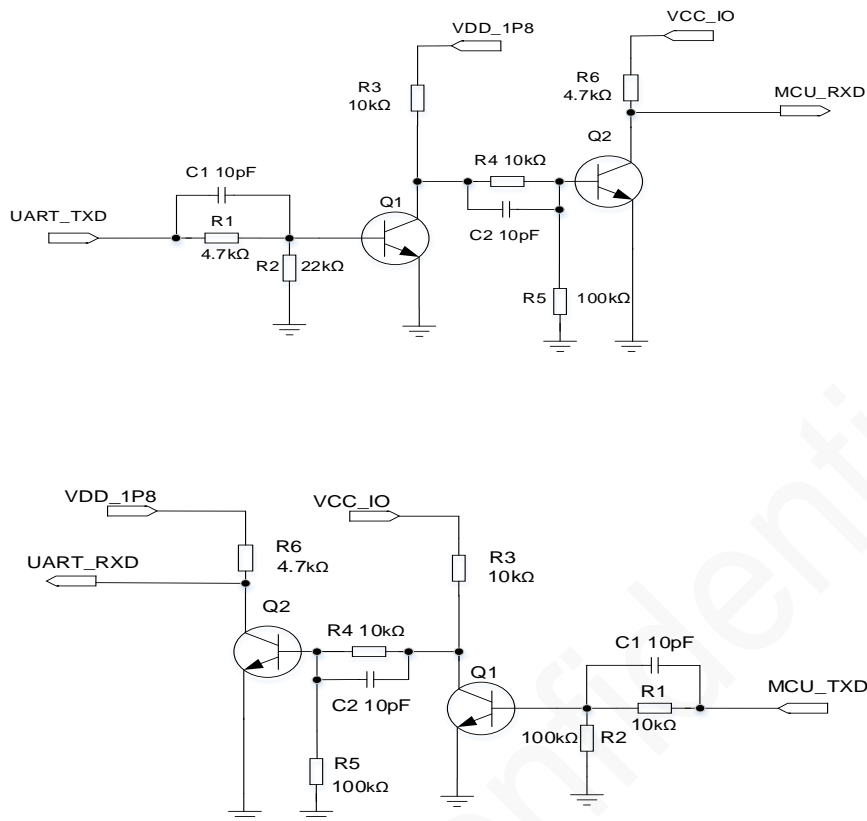 VDD_1P8
VCC_IO
R3
10kΩ
R6
4.7kΩ
MCU_RXD
Q2
C1 10pF
R4 10kΩ
Q1
UART_TXD
R1
4.7kΩ
C2 10pF
R2 22kΩ
R5 100kΩ
VDD_1P8
VCC_IO
R6
4.7kΩ
UART_RXD
R3
10kΩ
Q2
R4 10kΩ
C1 10pF
Q1
C2 10pF
R1
10kΩ
MCU_TXD
100kΩ R2
R5
100kΩ